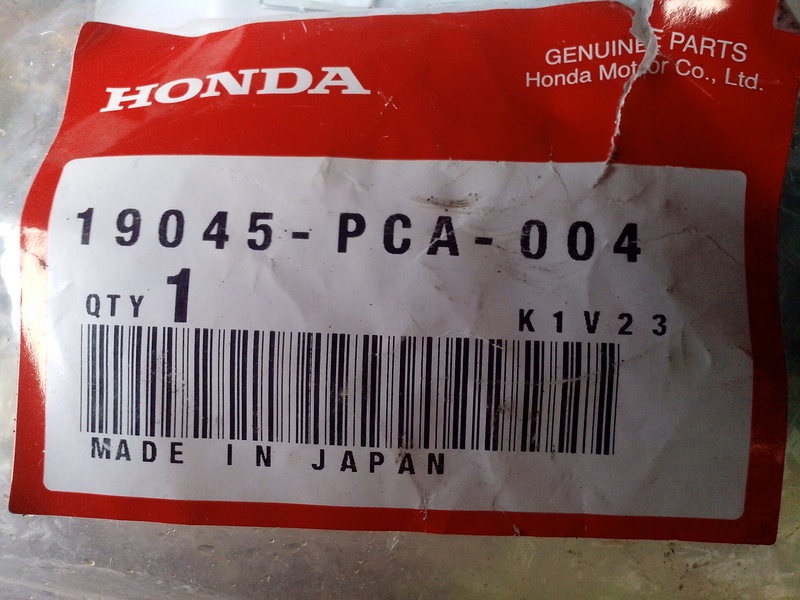 HONDA
GENUINE PARTS
Honda Motor Co., Ltd.
19045-PCA-004
QTY 1
K1V23
MADE IN JAPAN